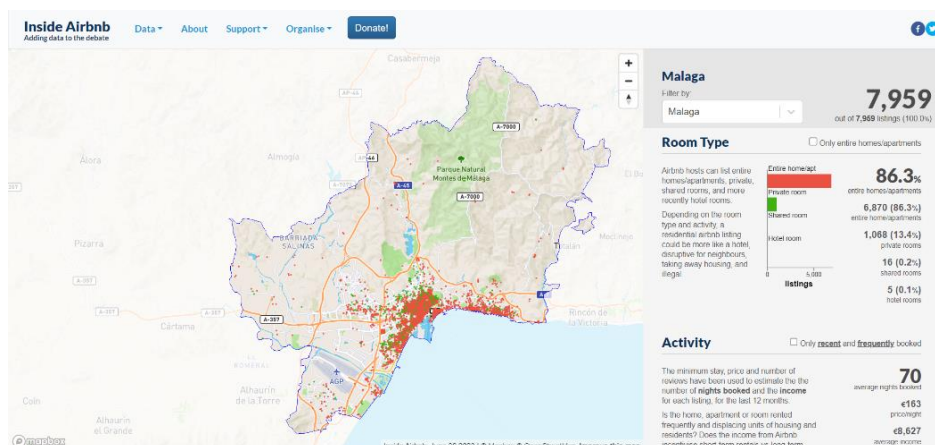 Inside Airbnb
Adding data to the debate
Data
About
Support
Organise
Donate!
Casabermeja
A-7000
Álora
Almogía
Parque Natural
Montes de Málaga
A-45
A-7000
BARRIADA
SALINAS
Totalán
Pizarra
A-357
A-357
Cártama
Rincón de
la Victoria
AGP
Alhaurín
de la Torre
Coín
Alhaurín
el Grande
mapbox
Malaga
Filter by:
Malaga
7,959
out of 7,959 listings (100.0%)
Room Type
Only entire homes/apartments
Airbnb hosts can list entire
homes/apartments, private,
shared rooms, and more
recently hotel rooms.
Depending on the room
type and activity, a
residential airbnb listing
could be more like a hotel,
disruptive for neighbours,
taking away housing, and
illegal.
Entire home/apt
Private room
Shared room
Hotel room
0
5,000
listings
86.3%
entire homes/apartments
6,870 (86.3%)
entire home/apartments
1,068 (13.4%)
private rooms
16 (0.2%)
shared rooms
5 (0.1%)
hotel rooms
Activity
Only recent and frequently booked
The minimum stay, price and number of
reviews have been used to estimate the the
number of nights booked and the income
for each listing, for the last 12 months.
Is the home, apartment or room rented
frequently and displacing units of housing and
residents? Does the income from Airbnb
70
average nights booked
€163
price/night
€8,627
average income